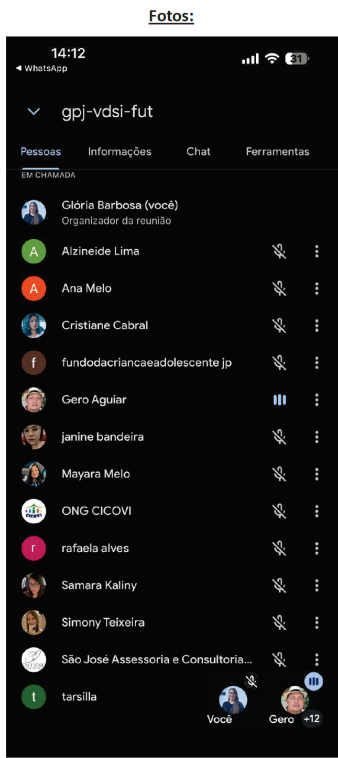 Fotos:
14:12
31
◄ WhatsApp
gpj-vdsi-fut
Pessoas Informações Chat Ferramentas
EM CHAMADA
Glória Barbosa (você)
Organizador da reunião
A Alzineide Lima
A Ana Melo
Cristiane Cabral
f fundodacriancaeadolescente jp
Gero Aguiar
janine bandeira
Mayara Melo
CICOVI ONG CICOVI
r rafaela alves
Samara Kaliny
Simony Teixeira
São José Assessoria e Consultoria...
t tarsilla
Você Gero +12